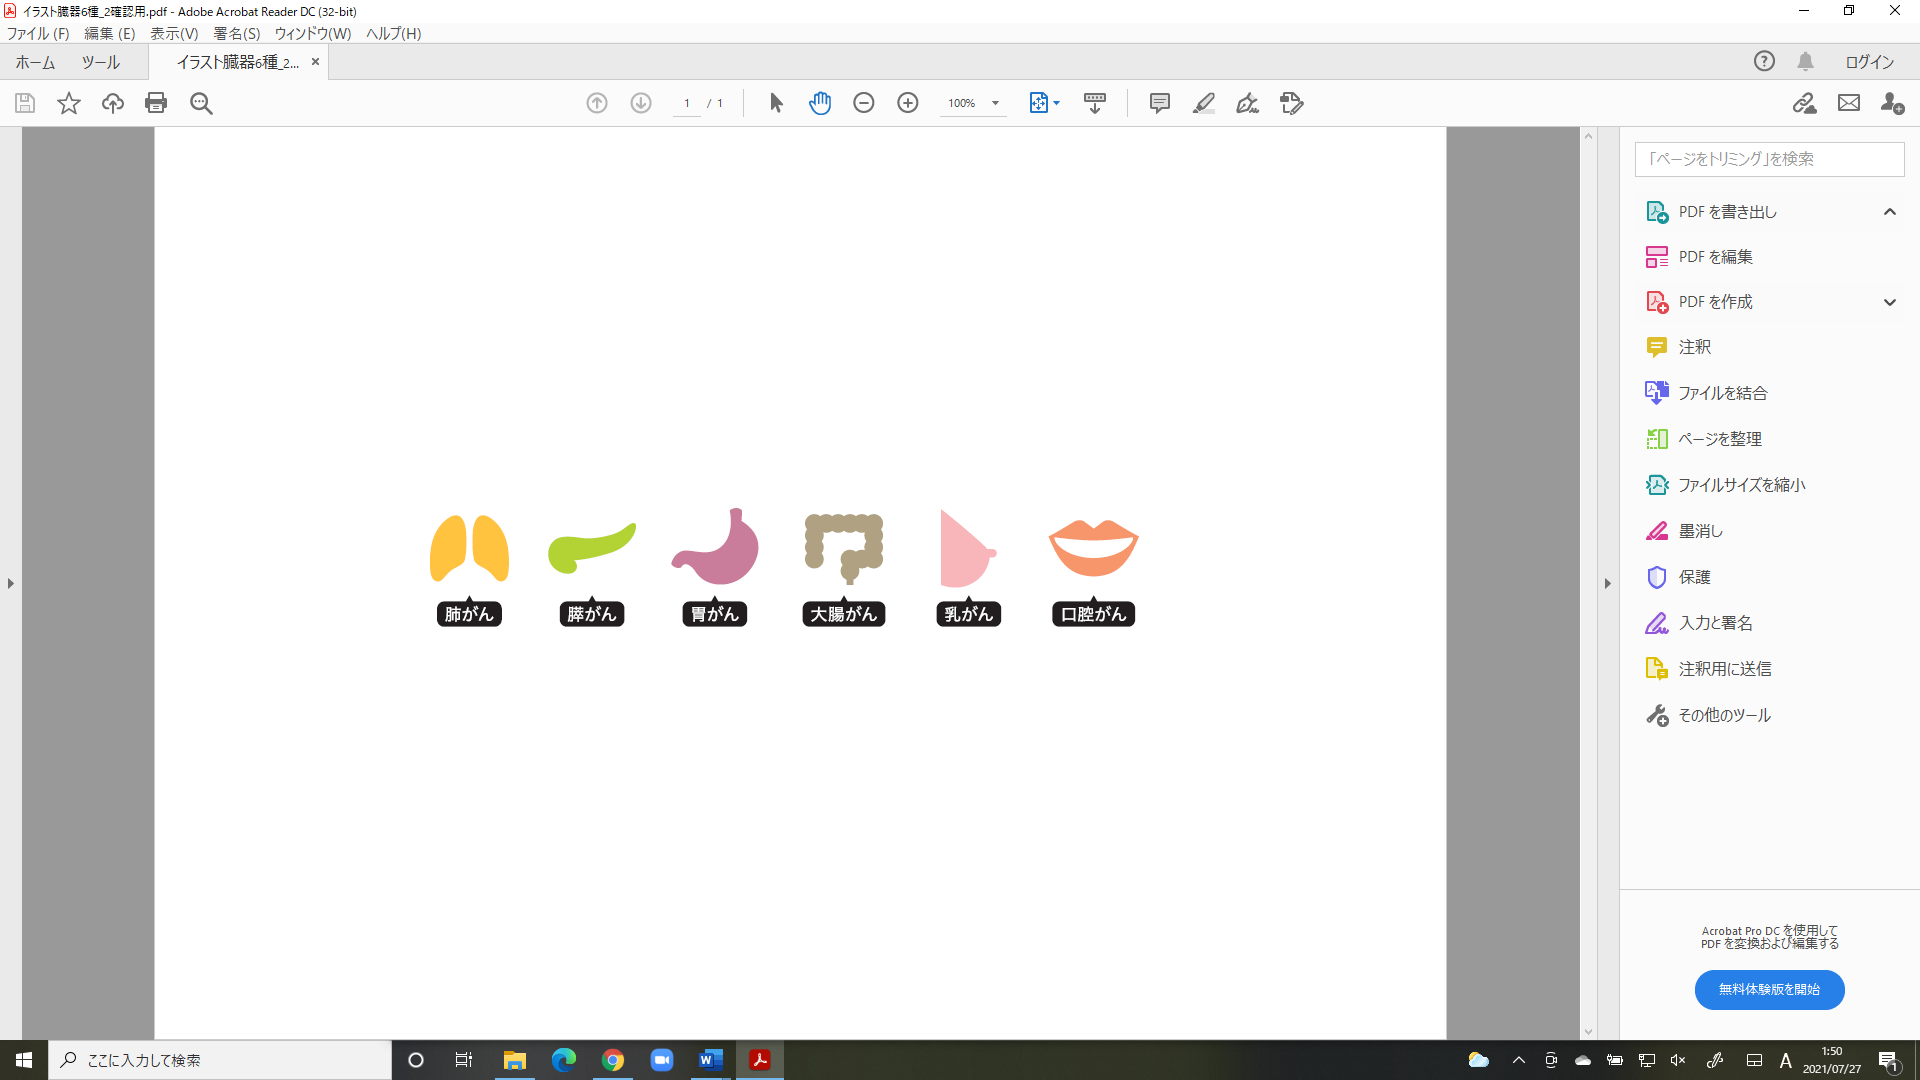 イラスト臓器6種_2確認用.pdf - Adobe Acrobat Reader DC (32-bit)
ファイル (F) 編集 (E) 表示(V) 署名(S) ウィンドウ(W) ヘルプ(H)
ホーム ツール イラスト臓器6種_2... × ログイン
1 / 1 100%
「ページをトリミング」を検索
PDF を書き出し
PDF を編集
PDF を作成
注釈
ファイルを結合
ページを整理
ファイルサイズを縮小
墨消し
保護
入力と署名
注釈用に送信
その他のツール
肺がん 膵がん 胃がん 大腸がん 乳がん 口腔がん
Acrobat Pro DC を使用して
PDF を変換および編集する
無料体験版を開始
ここに入力して検索
A
1:50
2021/07/27
1